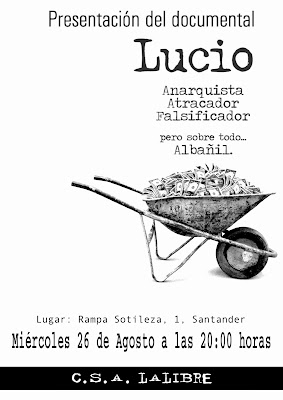 Presentación del documental
Lucio
Anarquista
Atracador
Falsificador
pero sobre todo...
Albañil.
Lugar: Rampa Sotileza, 1, Santander
Miércoles 26 de Agosto a las 20:00 horas
C.S.A. LALIBRE